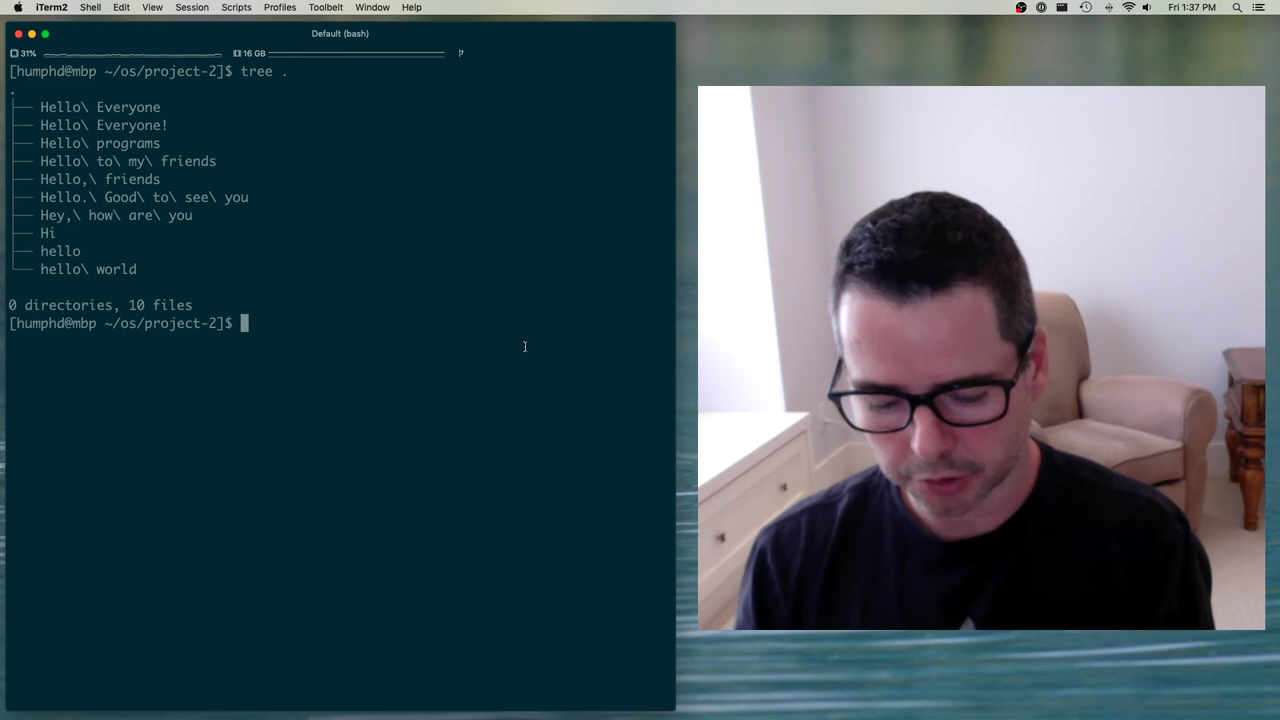 iTerm2 Shell Edit View Session Scripts Profiles Toolbelt Window Help Fri 1:37 PM
Default (bash)
31% 16 GB
[humphd@mbp ~/os/project-2]$ tree .
.
├── Hello\ Everyone
├── Hello\ Everyone!
├── Hello\ programs
├── Hello\ to\ my\ friends
├── Hello,\ friends
├── Hello.\ Good\ to\ see\ you
├── Hey,\ how\ are\ you
├── Hi
├── hello
└── hello\ world
0 directories, 10 files
[humphd@mbp ~/os/project-2]$